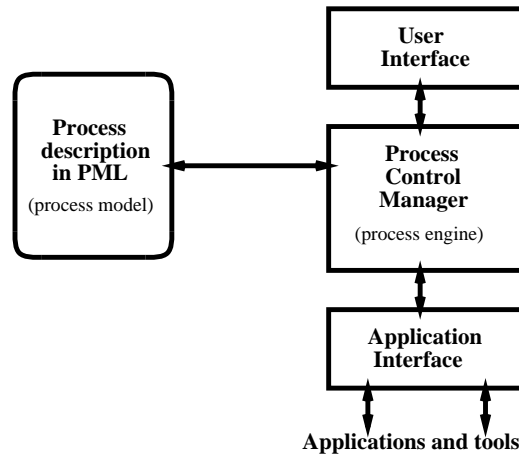 User
Interface
Process
description
in PML
(process model)
Process
Control
Manager
(process engine)
Application
Interface
Applications and tools